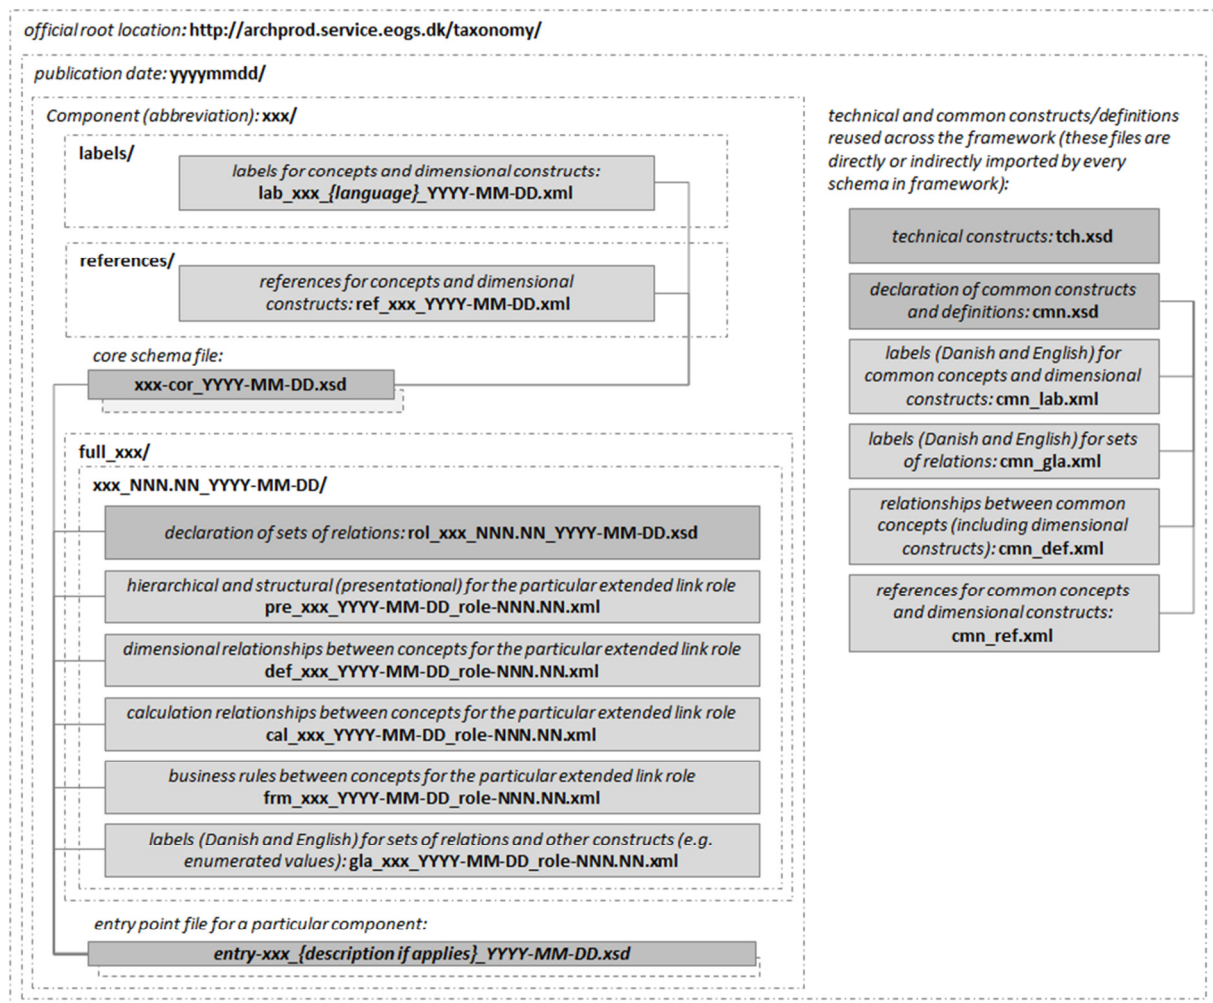 official root location: http://archprod.service.eogs.dk/taxonomy/
publication date: yyyymmdd/
Component (abbreviation): xxx/
labels/
labels for concepts and dimensional constructs:
lab_xxx_{language}_YYYY-MM-DD.xml
references/
references for concepts and dimensional
constructs: ref_xxx_YYYY-MM-DD.xml
core schema file:
xxx-cor_YYYY-MM-DD.xsd
full_xxx/
xxx_NNN.NN_YYYY-MM-DD/
declaration of sets of relations: rol_xxx_NNN.NN_YYYY-MM-DD.xsd
hierarchical and structural (presentational) for the particular extended link role
pre_xxx_YYYY-MM-DD_role-NNN.NN.xml
dimensional relationships between concepts for the particular extended link role
def_xxx_YYYY-MM-DD_role-NNN.NN.xml
calculation relationships between concepts for the particular extended link role
cal_xxx_YYYY-MM-DD_role-NNN.NN.xml
business rules between concepts for the particular extended link role
frm_xxx_YYYY-MM-DD_role-NNN.NN.xml
labels (Danish and English) for sets of relations and other constructs (e.g.
enumerated values): gla_xxx_YYYY-MM-DD_role-NNN.NN.xml
entry point file for a particular component:
entry-xxx_{description if applies}_YYYY-MM-DD.xsd
technical and common constructs/definitions
reused across the framework (these files are
directly or indirectly imported by every
schema in framework):
technical constructs: tch.xsd
declaration of common constructs
and definitions: cmn.xsd
labels (Danish and English) for
common concepts and dimensional
constructs: cmn_lab.xml
labels (Danish and English) for sets
of relations: cmn_gla.xml
relationships between common
concepts (including dimensional
constructs): cmn_def.xml
references for common concepts
and dimensional constructs:
cmn_ref.xml